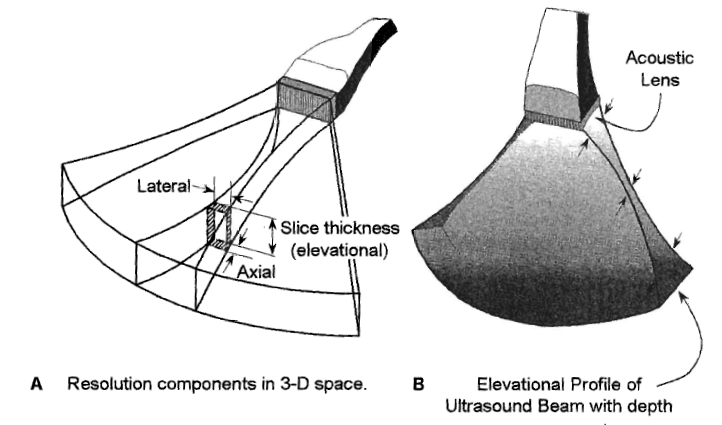 Acoustic
Lens
Lateral
Slice thickness
(elevational)
Axial
A Resolution components in 3-D space.
B Elevational Profile of
Ultrasound Beam with depth